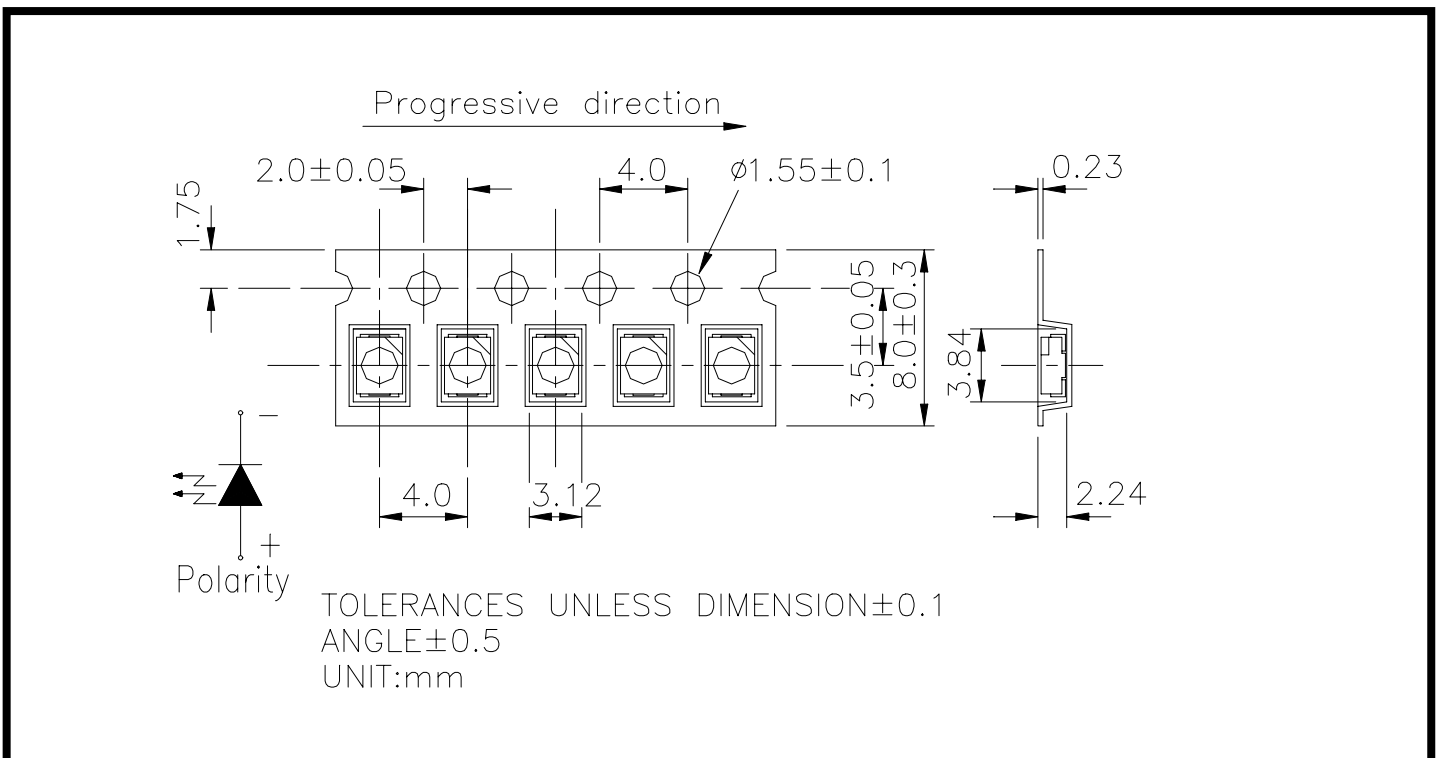 Progressive direction
2.0±0.05
4.0
ø1.55±0.1
0.23
1.75
3.5±0.05
8.0±0.3
3.84
−
4.0
3.12
2.24
+
Polarity
TOLERANCES UNLESS DIMENSION±0.1
ANGLE±0.5
UNIT:mm